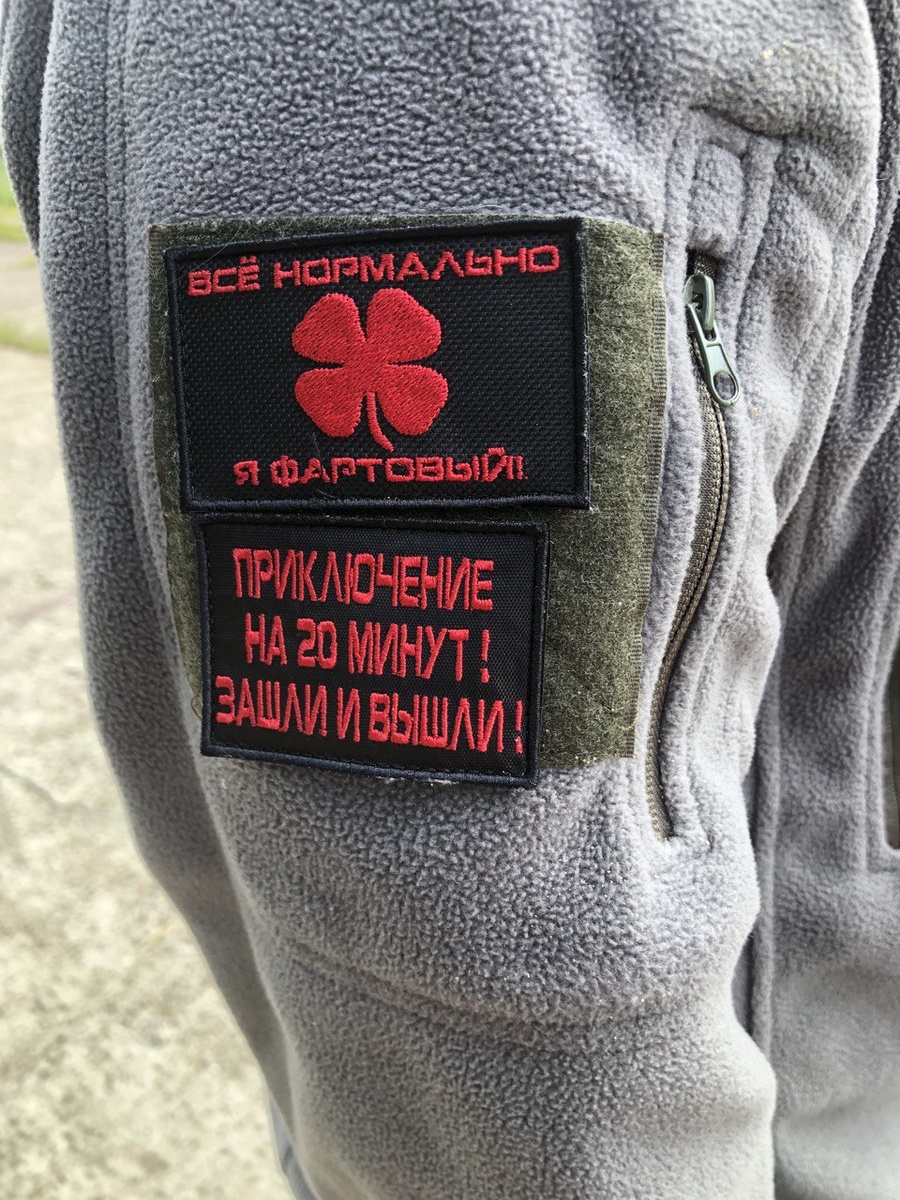 ВСЁ НОРМАЛЬНО
Я ФАРТОВЫЙ!
ПРИКЛЮЧЕНИЕ
НА 20 МИНУТ!
ЗАШЛИ И ВЫШЛИ!